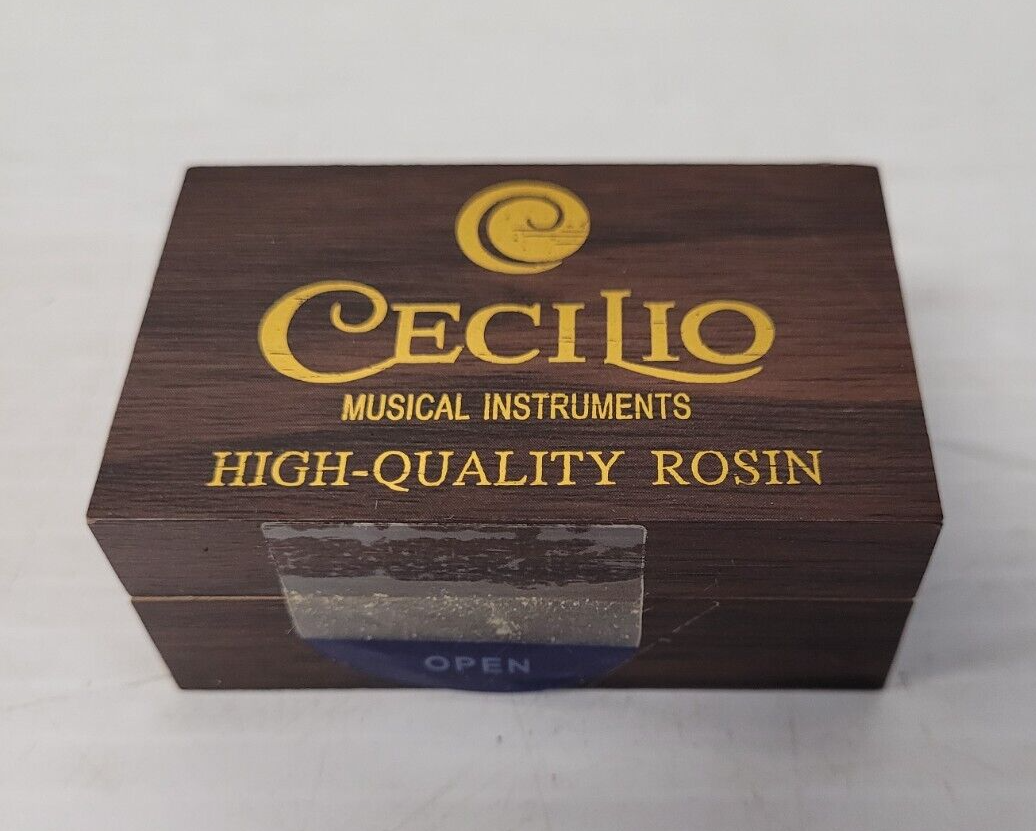 CECILIO
MUSICAL INSTRUMENTS
HIGH-QUALITY ROSIN
OPEN